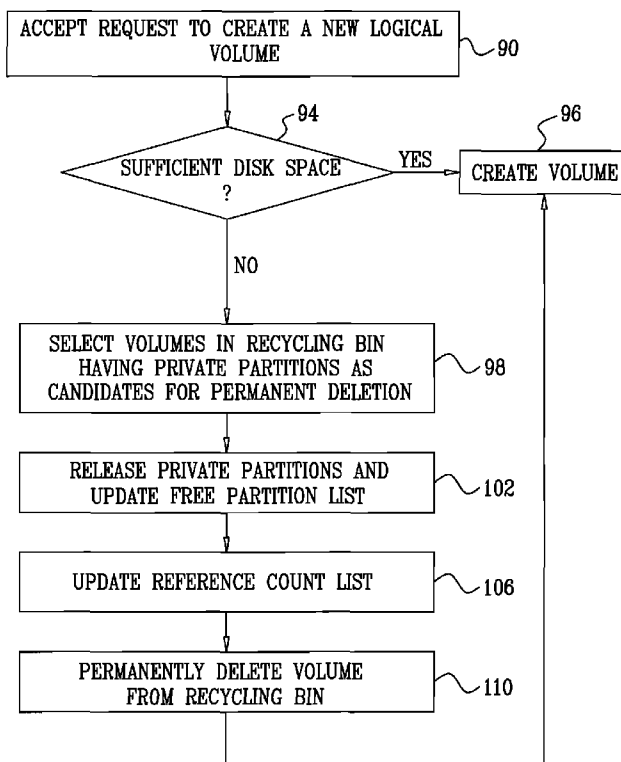 ACCEPT REQUEST TO CREATE A NEW LOGICAL
VOLUME
90
94
SUFFICIENT DISK SPACE
?
YES
96
CREATE VOLUME
NO
SELECT VOLUMES IN RECYCLING BIN
HAVING PRIVATE PARTITIONS AS
CANDIDATES FOR PERMANENT DELETION
98
RELEASE PRIVATE PARTITIONS AND
UPDATE FREE PARTITION LIST
102
UPDATE REFERENCE COUNT LIST
106
PERMANENTLY DELETE VOLUME
FROM RECYCLING BIN
110